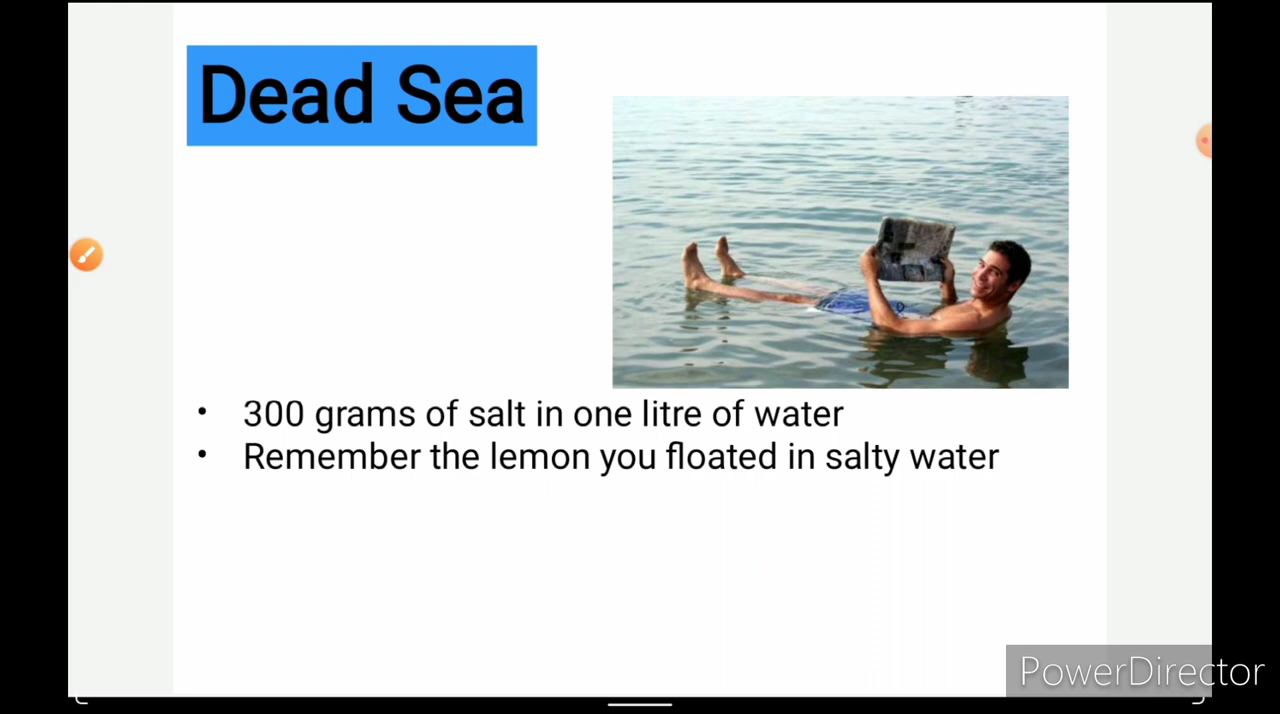 Dead Sea
• 300 grams of salt in one litre of water
• Remember the lemon you floated in salty water
PowerDirector